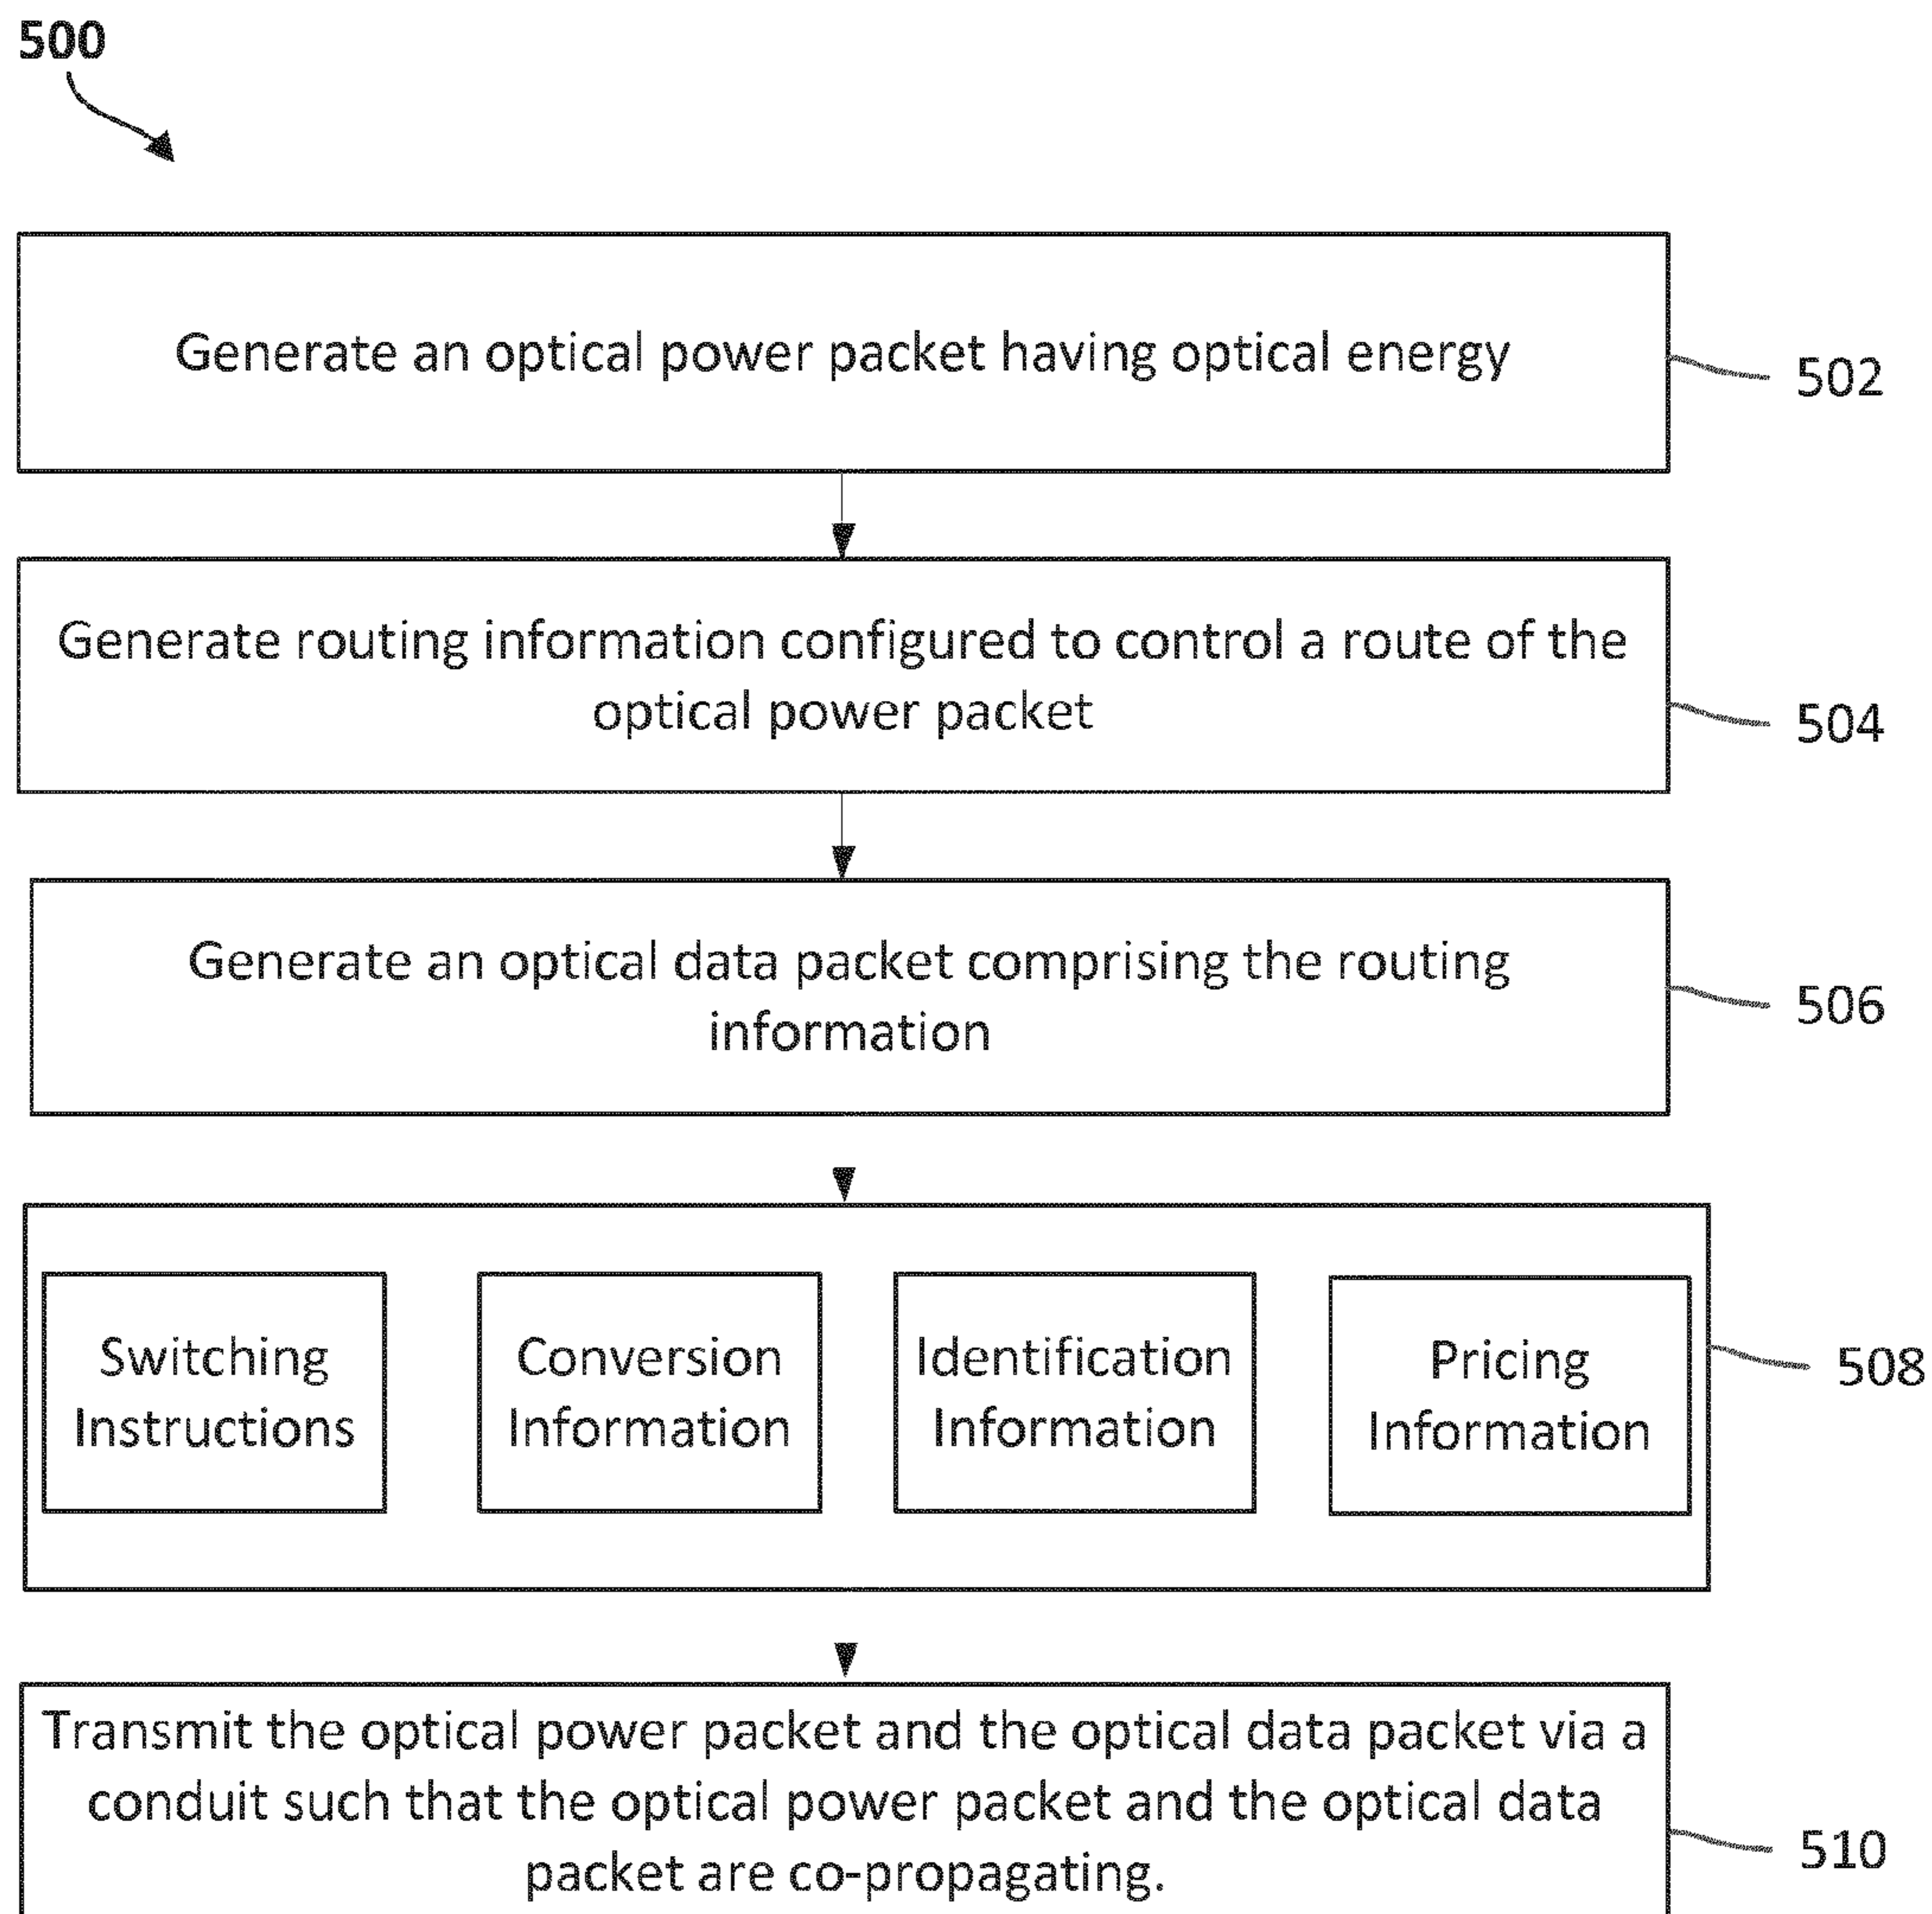 500
Generate an optical power packet having optical energy
502
Generate routing information configured to control a route of the
optical power packet
504
Generate an optical data packet comprising the routing
information
506
Switching
Instructions
Conversion
Information
Identification
Information
Pricing
Information
508
Transmit the optical power packet and the optical data packet via a
conduit such that the optical power packet and the optical data
packet are co-propagating.
510